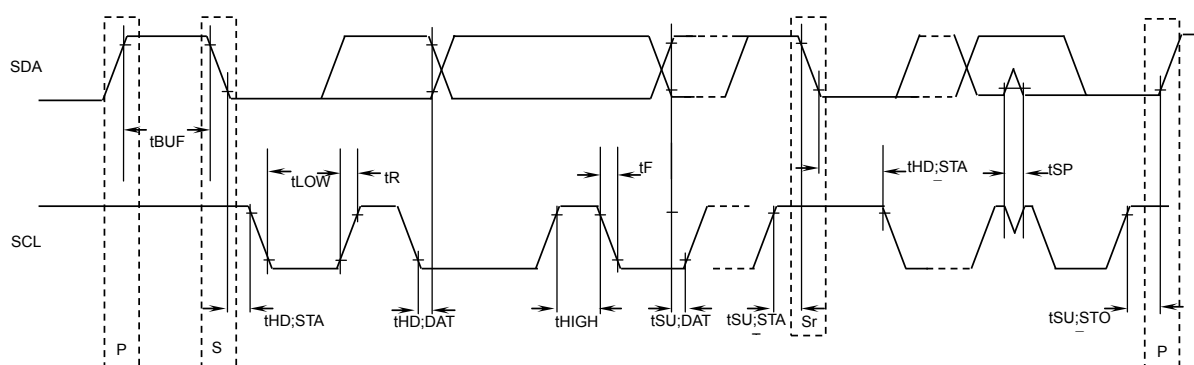 SDA
tBUF
tLOW
tR
tF
tHD;STA
tSP
SCL
tHD;STA
tHD;DAT
tHIGH
tSU;DAT
tSU;STA
Sr
tSU;STO
P
S
P